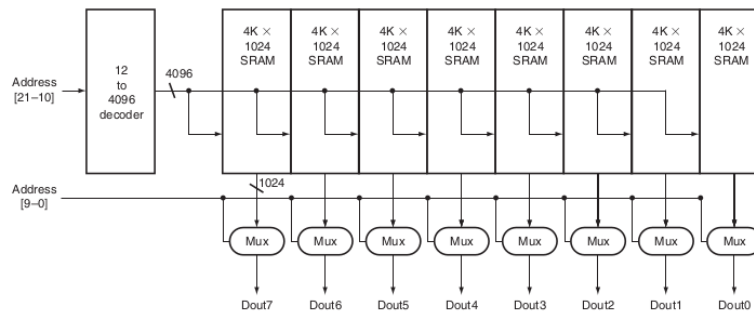 4K ×
1024
SRAM
4K ×
1024
SRAM
4K ×
1024
SRAM
4K ×
1024
SRAM
4K ×
1024
SRAM
4K ×
1024
SRAM
4K ×
1024
SRAM
4K ×
1024
SRAM
Address
[21–10]
12
to
4096
decoder
4096
1024
Address
[9–0]
Mux
Mux
Mux
Mux
Mux
Mux
Mux
Mux
Dout7
Dout6
Dout5
Dout4
Dout3
Dout2
Dout1
Dout0